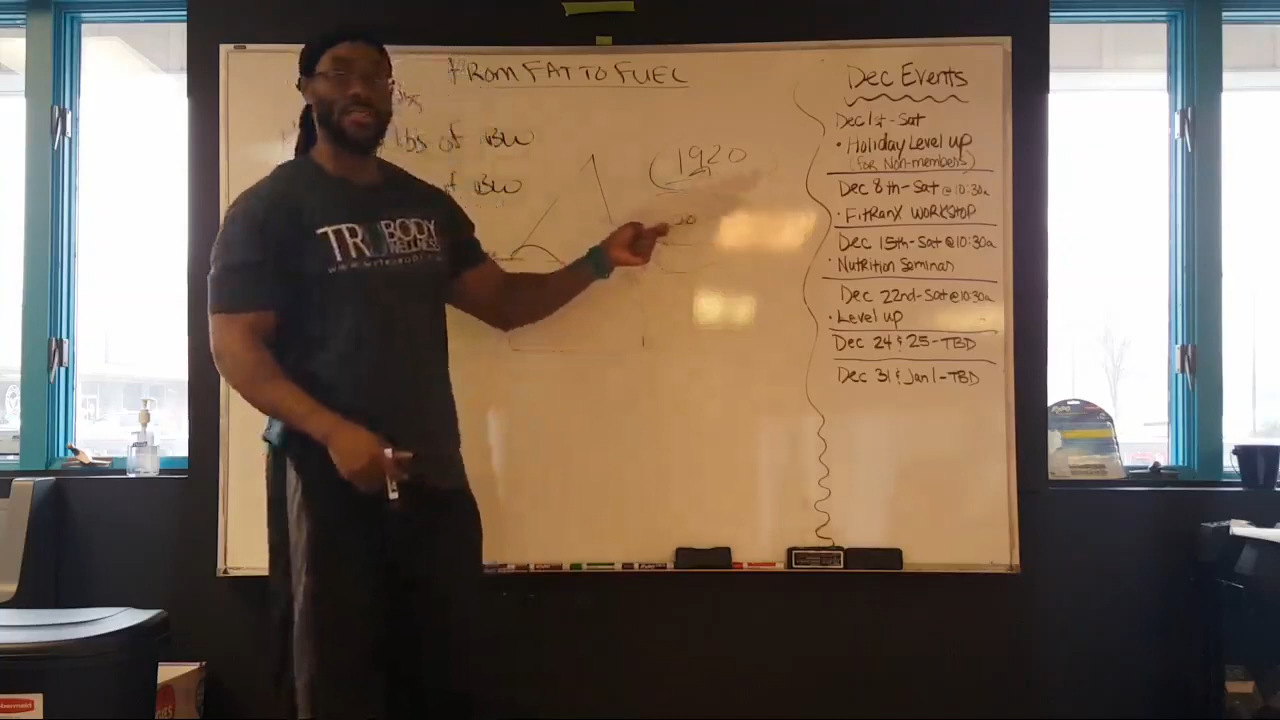 FROM FAT TO FUEL
lbs of BW
of BW
1920
TRUBODY
WELLNESS
Dec Events
Dec 1st-Sat
• Holiday Level up
(For Non-members)
Dec 8th-Sat @10:30a
• FitRanX WORKSHOP
Dec 15th-Sat@10:30a
• Nutrition Seminar
Dec 22nd-Sat@10:30a
• Level up
Dec 24 & 25-TBD
Dec 31 & Jan 1-TBD
EXPO